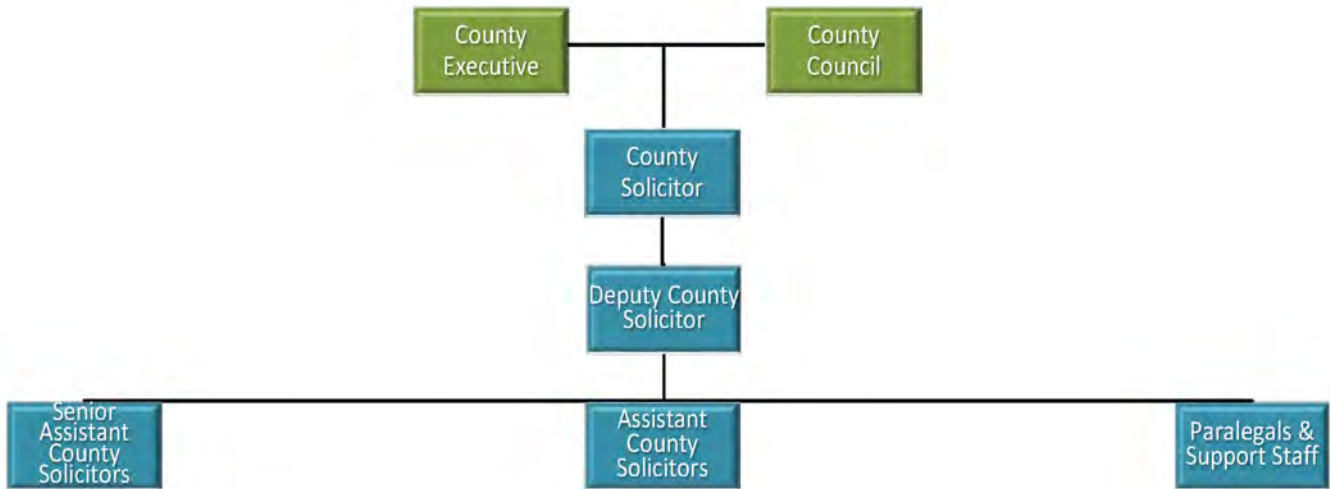 County
Executive
County
Council
County
Solicitor
Deputy County
Solicitor
Senior
Assistant
County
Solicitors
Assistant
County
Solicitors
Paralegals &
Support Staff